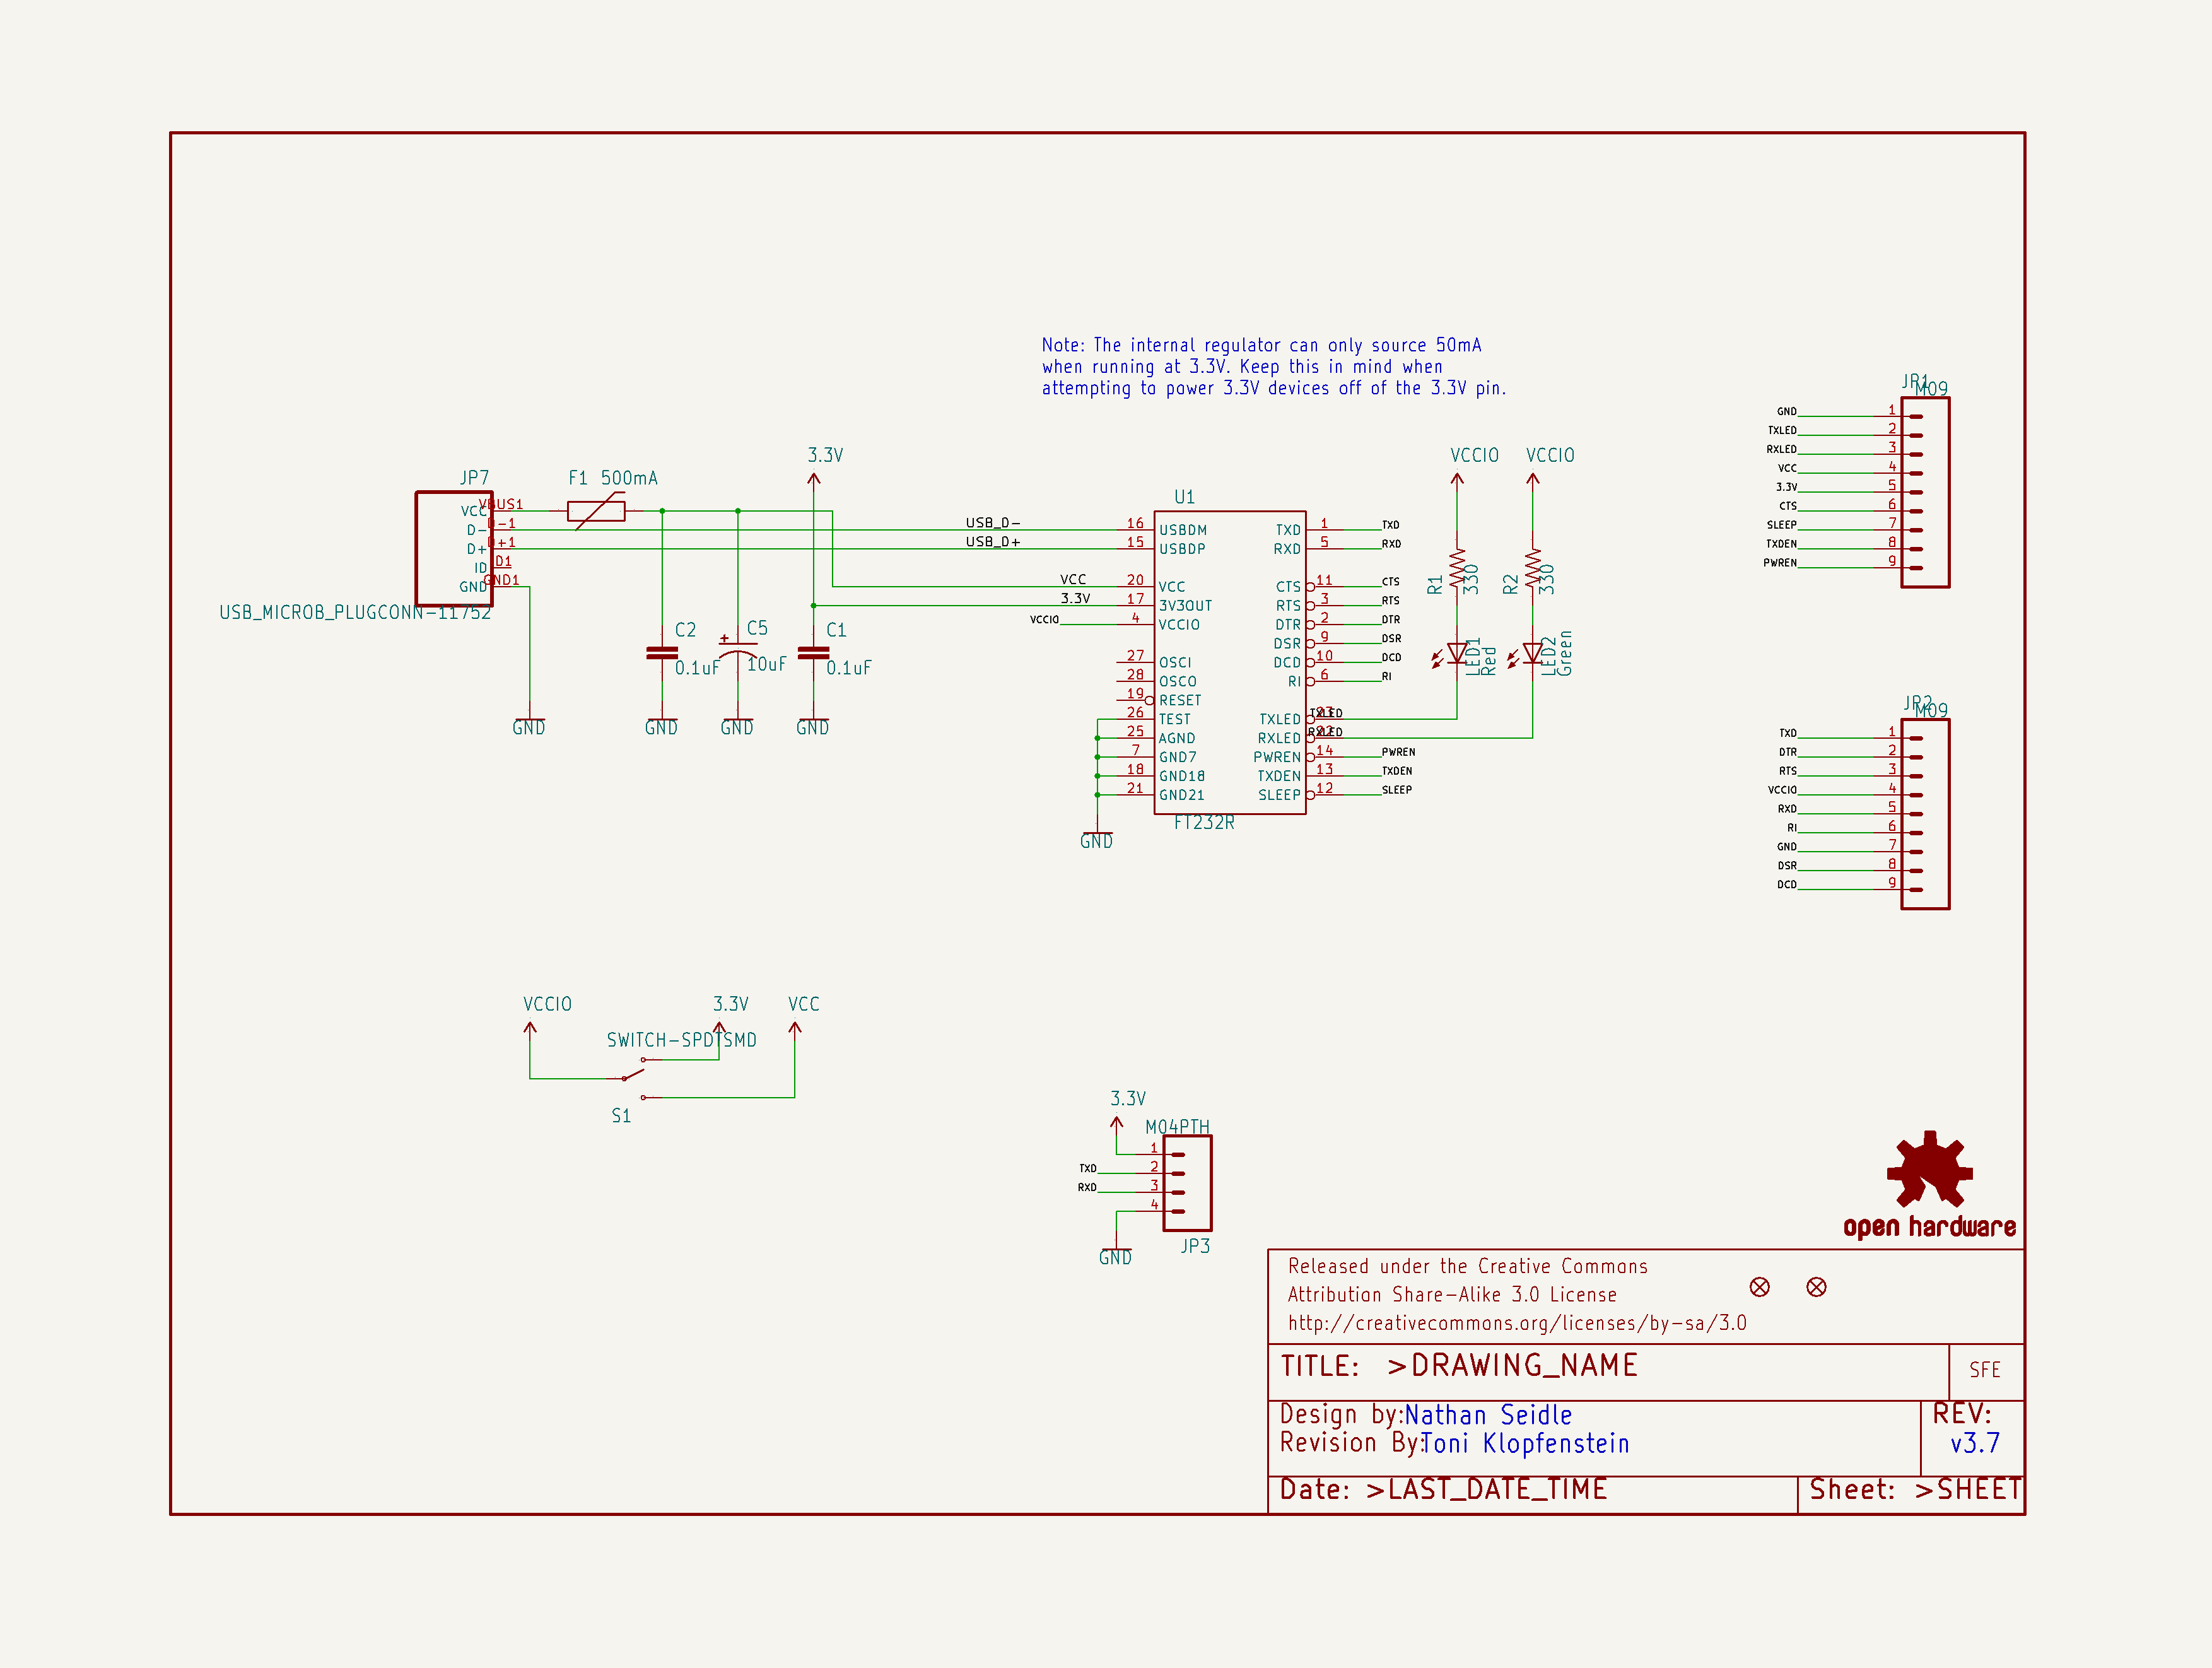 Note: The internal regulator can only source 50mA
when running at 3.3V. Keep this in mind when
attempting to power 3.3V devices off of the 3.3V pin.
JP7
VCC
VBUS1
D-
D-1
D+
D+1
ID
D1
GND
GND1
USB_MICROB_PLUGCONN-11752
F1 500mA
3.3V
USB_D-
USB_D+
VCC
3.3V
VCCIO
C2
0.1uF
C5
+
10uF
C1
0.1uF
GND
GND
GND
GND
U1
16 USBDM
15 USBDP
20 VCC
17 3V3OUT
4 VCCIO
27 OSCI
28 OSCO
19 RESET
26 TEST
25 AGND
7 GND7
18 GND18
21 GND21
GND
TXD 1 TXD
RXD 5 RXD
CTS 11 CTS
RTS 3 RTS
DTR 2 DTR
DSR 9 DSR
DCD 10 DCD
RI 6 RI
TXLED 23 TXLED
RXLED 22 RXLED
PWREN 14 PWREN
TXDEN 13 TXDEN
SLEEP 12 SLEEP
FT232R
VCCIO
R1
330
LED1
Red
VCCIO
R2
330
LED2
Green
JR1
M09
GND 1
TXLED 2
RXLED 3
VCC 4
3.3V 5
CTS 6
SLEEP 7
TXDEN 8
PWREN 9
JR2
M09
TXD 1
DTR 2
RTS 3
VCCIO 4
RXD 5
RI 6
GND 7
DSR 8
DCD 9
VCCIO
3.3V
VCC
SWITCH-SPDTSMD
S1
3.3V
M04PTH
1
TXD 2
RXD 3
4
GND
JP3
open hardware
Released under the Creative Commons
Attribution Share-Alike 3.0 License
http://creativecommons.org/licenses/by-sa/3.0
TITLE: >DRAWING_NAME
SFE
Design by:Nathan Seidle
Revision By:Toni Klopfenstein
REV:
v3.7
Date: >LAST_DATE_TIME
Sheet: >SHEET